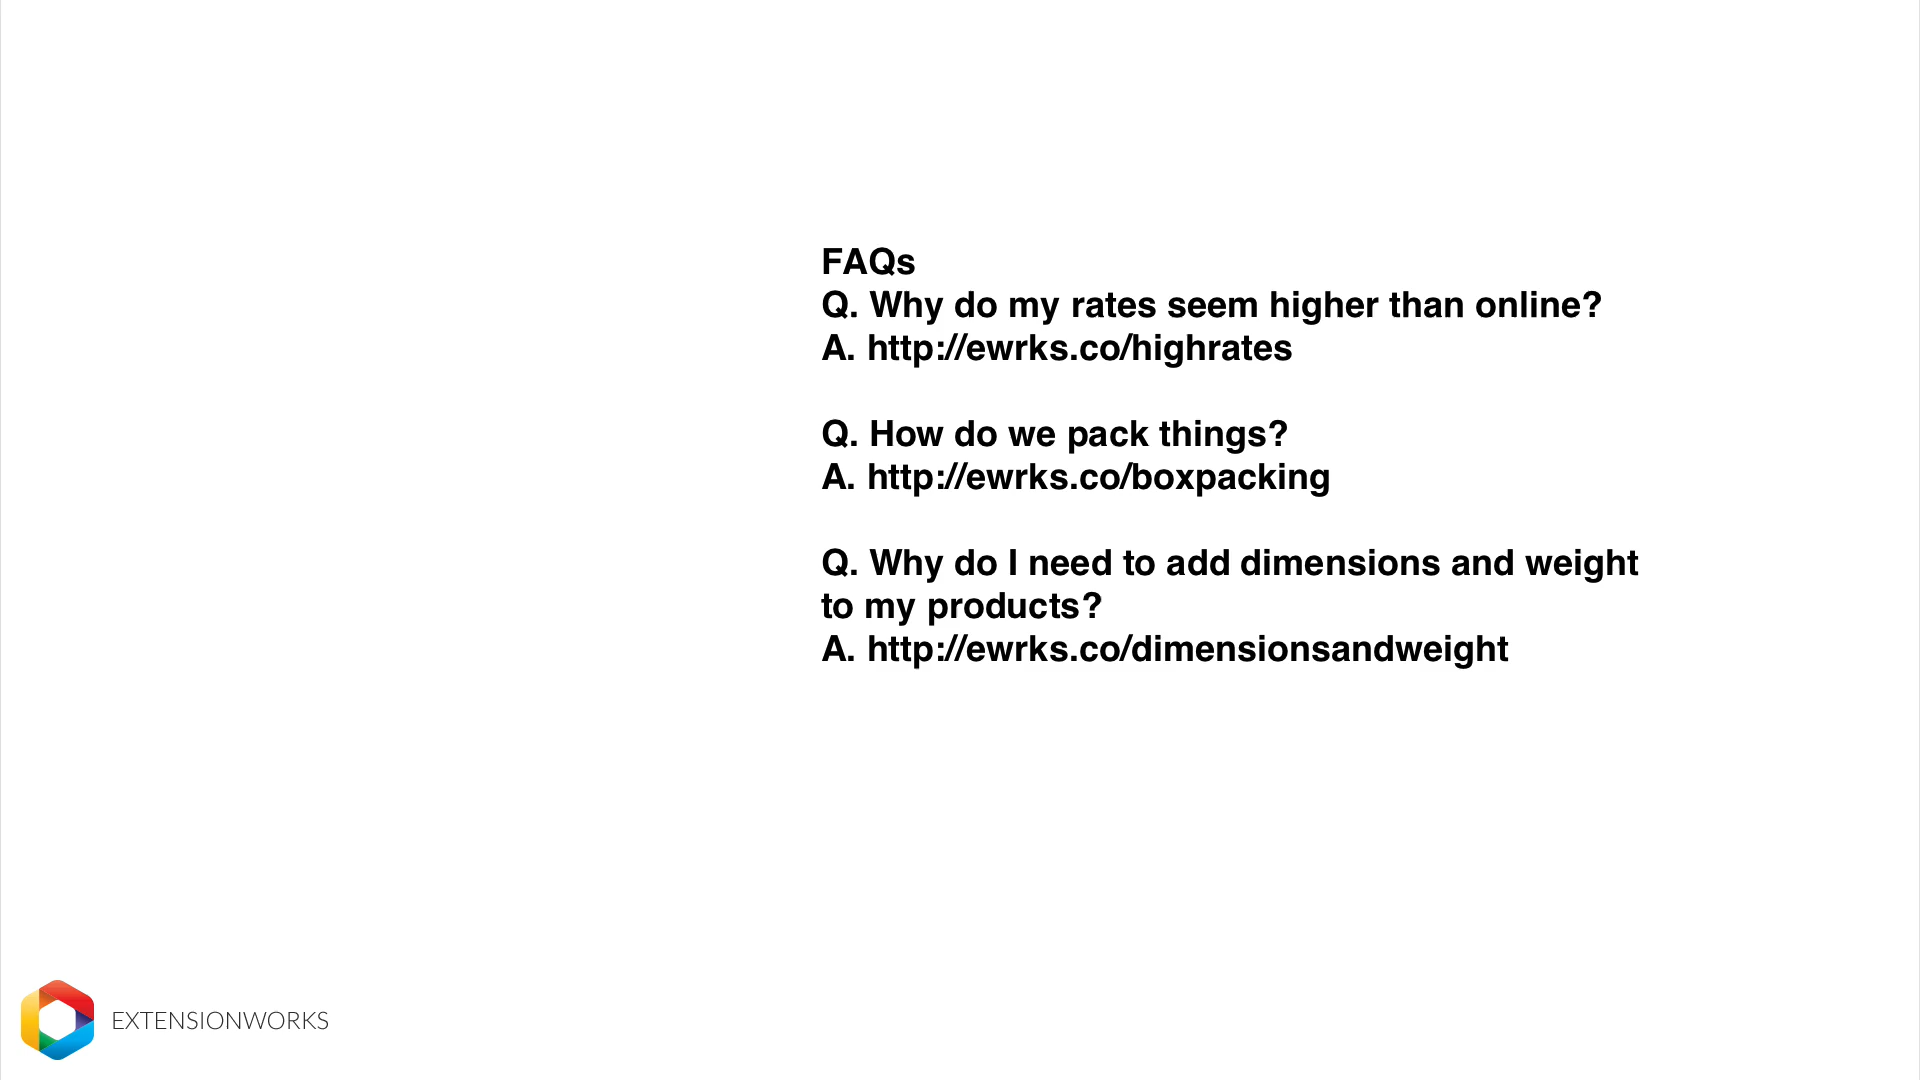 FAQs
Q. Why do my rates seem higher than online?
A. http://ewrks.co/highrates
Q. How do we pack things?
A. http://ewrks.co/boxpacking
Q. Why do I need to add dimensions and weight
to my products?
A. http://ewrks.co/dimensionsandweight
EXTENSIONWORKS